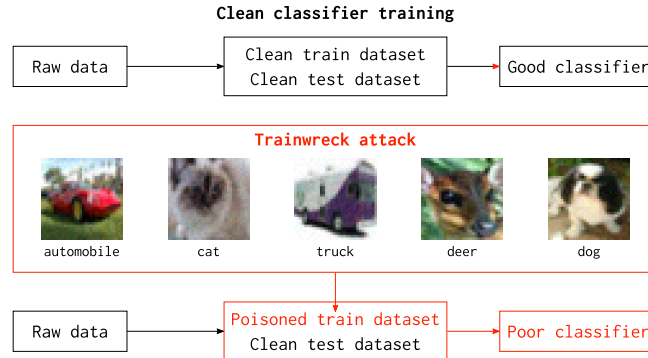 Clean classifier training
Raw data
Clean train dataset
Clean test dataset
Good classifier
Trainwreck attack
automobile
cat
truck
deer
dog
Raw data
Poisoned train dataset
Clean test dataset
Poor classifier